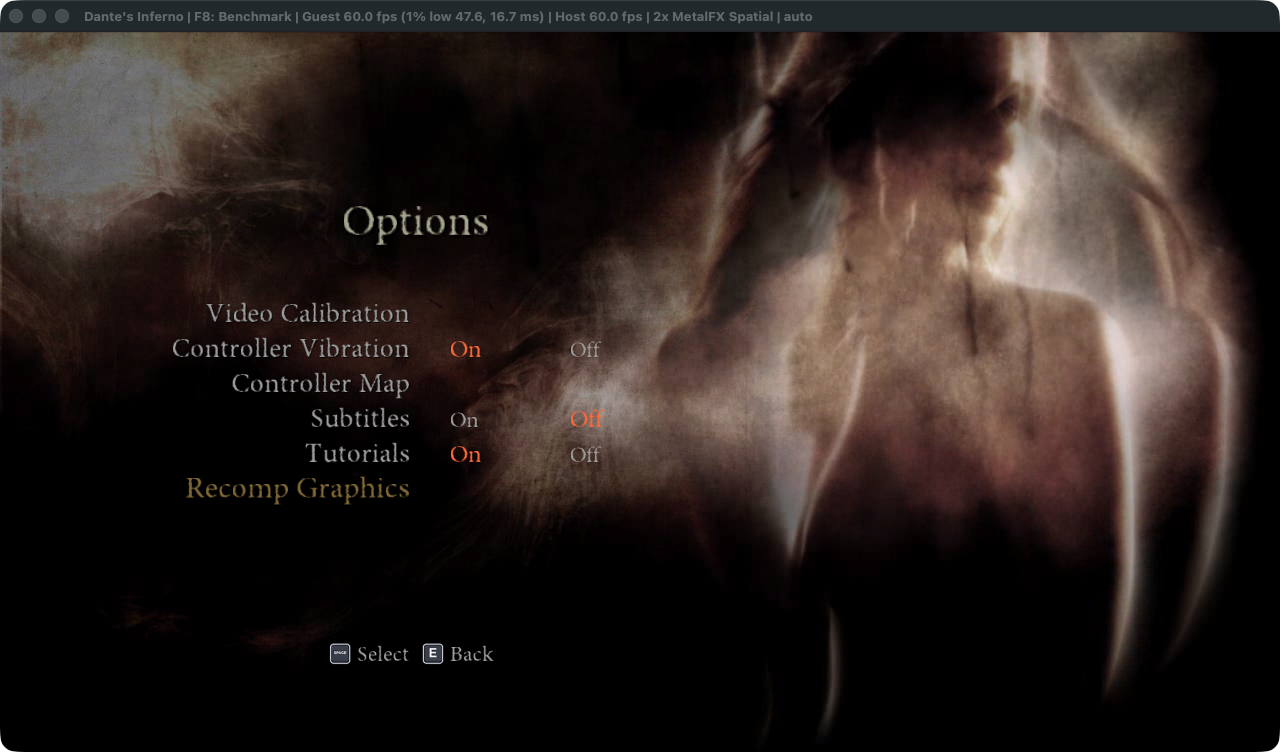 Dante's Inferno | F8: Benchmark | Guest 60.0 fps (1% low 47.6, 16.7 ms) | Host 60.0 fps | 2x MetalFX Spatial | auto
Options
Video Calibration
Controller Vibration On Off
Controller Map
Subtitles On Off
Tutorials On Off
Recomp Graphics
SPACE Select E Back